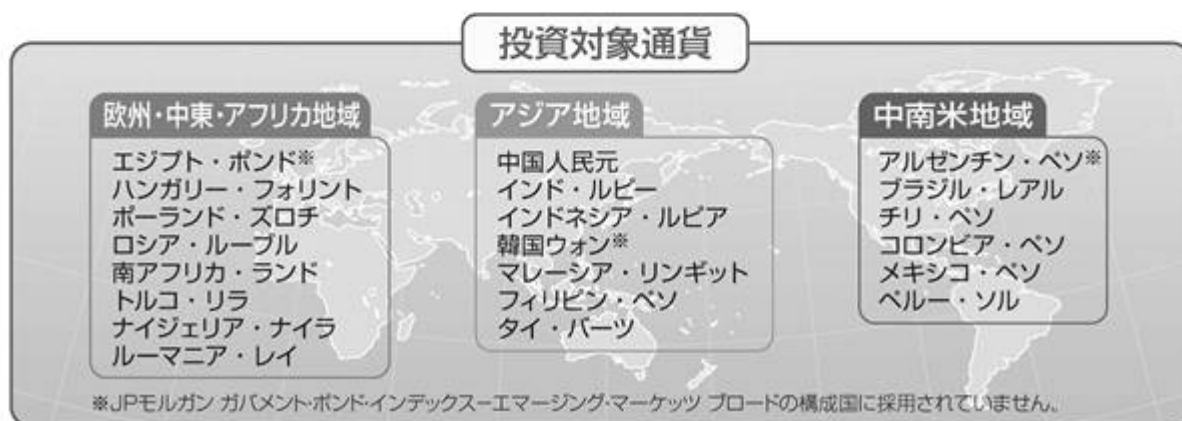 投資対象通貨
欧州・中東・アフリカ地域
エジプト・ポンド※
ハンガリー・フォリント
ポーランド・ズロチ
ロシア・ルーブル
南アフリカ・ランド
トルコ・リラ
ナイジェリア・ナイラ
ルーマニア・レイ
アジア地域
中国人民元
インド・ルピー
インドネシア・ルピア
韓国ウォン※
マレーシア・リンギット
フィリピン・ペソ
タイ・バーツ
中南米地域
アルゼンチン・ペソ※
ブラジル・レアル
チリ・ペソ
コロンビア・ペソ
メキシコ・ペソ
ペルー・ソル
※JPモルガン ガバメント・ボンド・インデックスーエマージング・マーケッツ ブロードの構成国に採用されていません。